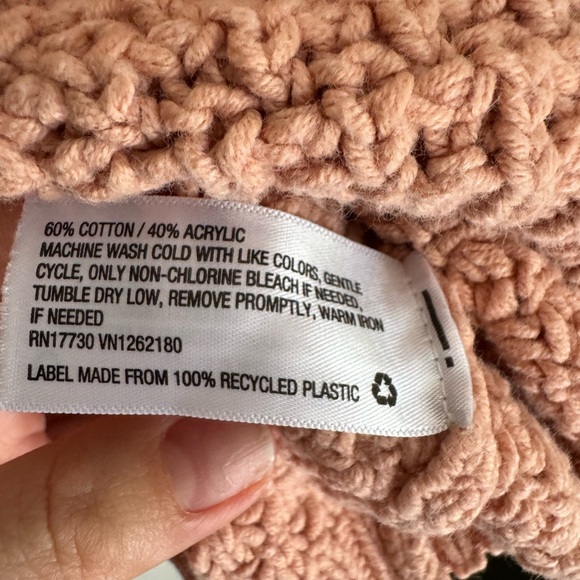 60% COTTON / 40% ACRYLIC
MACHINE WASH COLD WITH LIKE COLORS, GENTLE
CYCLE, ONLY NON-CHLORINE BLEACH IF NEEDED,
TUMBLE DRY LOW, REMOVE PROMPTLY, WARM IRON
IF NEEDED
RN17730 VN1262180
LABEL MADE FROM 100% RECYCLED PLASTIC